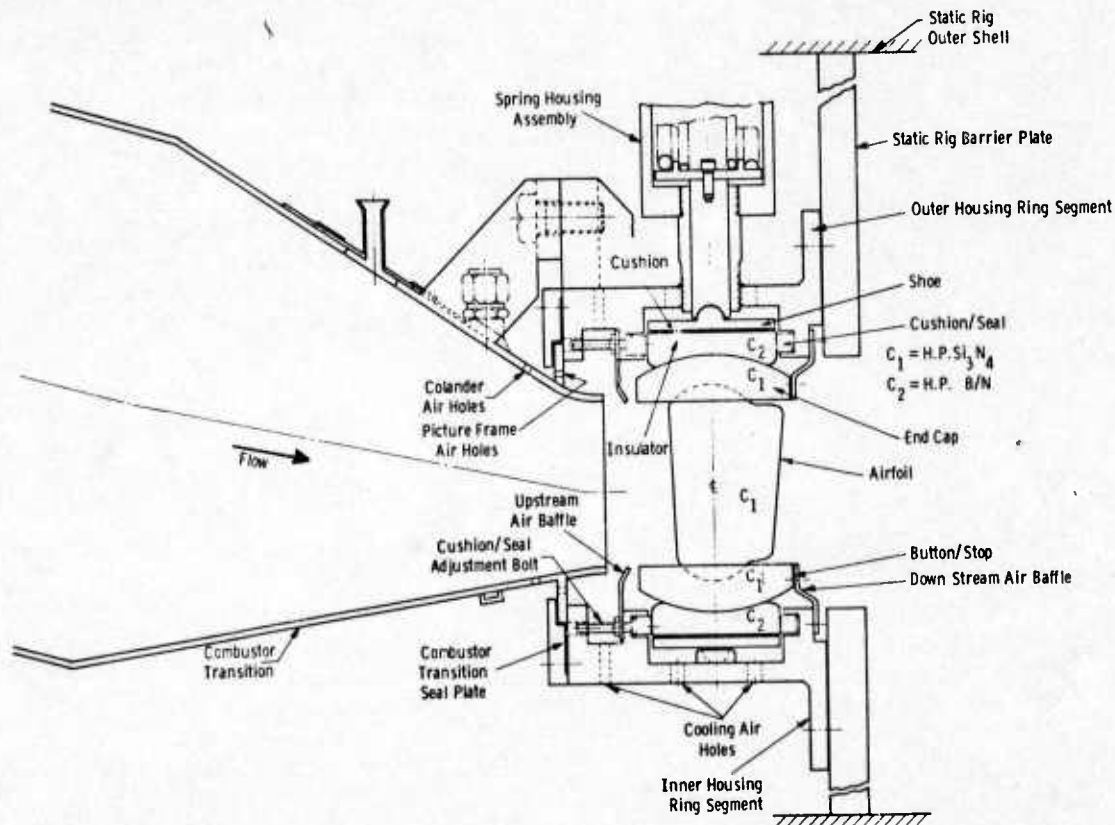 Static Rig
Outer Shell
Spring Housing
Assembly
Static Rig Barrier Plate
Outer Housing Ring Segment
Cushion
Shoe
Cushion/Seal
C₁ = H.P. Si₃N₄
C₂ = H.P. B/N
C₂
C₁
Colander
Air Holes
Picture Frame
Air Holes
Insulator
End Cap
Flow
Airfoil
C₁
Upstream
Air Baffle
Cushion/Seal
Adjustment Bolt
Button/Stop
C₁
Down Stream Air Baffle
C₂
Combustor
Transition
Combustor
Transition
Seal Plate
Cooling Air
Holes
Inner Housing
Ring Segment